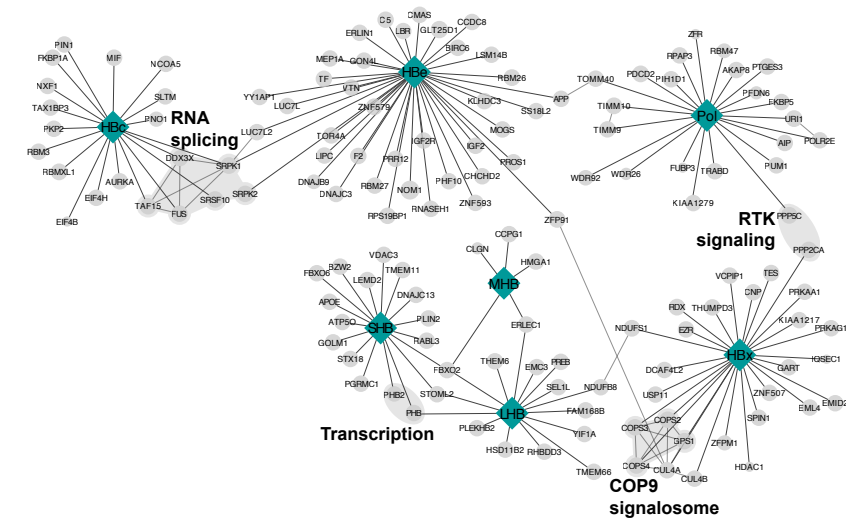 C5
CMAS
ERLIN1
LBR
GLT25D1
CCDC8
PIN1
FKBP1A
MIF
NCOA5
MEP1A
GON4L
BIRC6
LSM14B
TF
HBe
RBM26
VTN
NXF1
SLTM
TAX1BP3
PNO1
RNA
splicing
PKP2
HBc
RBM3
RBMXL1
AURKA
EIF4H
EIF4B
DDX3X
SRPK1
TAF15
FUS
SRSF10
SRPK2
YY1AP1
LUC7L
LUC7L2
ZNF579
KLHDC3
SS18L2
APP
TOMM40
TOR4A
LIPC
F2
PRR12
IGF2R
IGF2
MOGS
PROS1
DNAJB9
DNAJC3
RBM27
NOM1
PHF10
CHCHD2
RPS19BP1
RNASEH1
ZNF593
ZFP91
ZFR
RPAP3
RBM47
PDCD2
PIH1D1
AKAP8
PTGES3
PFDN6
FKBP5
TIMM10
TIMM9
Pol
URI1
POLR2E
AIP
WDR92
WDR26
FUBP3
TRABD
PUM1
KIAA1279
RTK
signaling
PPP5C
PPP2CA
CCPG1
CLGN
HMGA1
MHB
ERLEC1
VDAC3
FBXO6
BZW2
LEMD2
TMEM11
APOE
DNAJC13
ATP5O
SHB
PLIN2
GOLM1
RABL3
STX18
PGRMC1
FBXO2
PHB2
STOML2
PHB
Transcription
THEM6
EMC3
PREB
SEL1L
NDUFB8
NDUFS1
LHB
FAM168B
PLEKHB2
YIF1A
HSD11B2
RHBDD3
TMEM66
VCPIP1
TES
CNP
RDX
THUMPD3
PRKAA1
EZR
KIAA1217
PRKAG1
HBx
IQSEC1
DCAF4L2
GART
USP11
ZNF507
EML4
EMID2
SPIN1
COPS3
COPS2
GPS1
ZFPM1
COPS4
CUL4A
CUL4B
HDAC1
COP9
signalosome